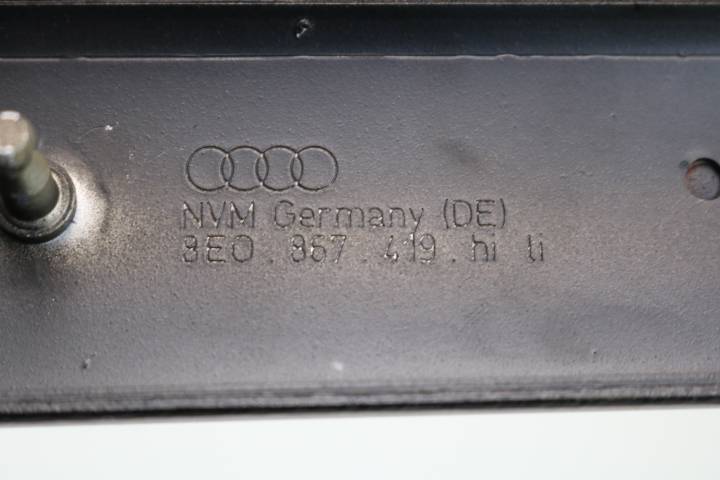 NVM Germany (DE)
8E0 . 867 . 419 . hi li